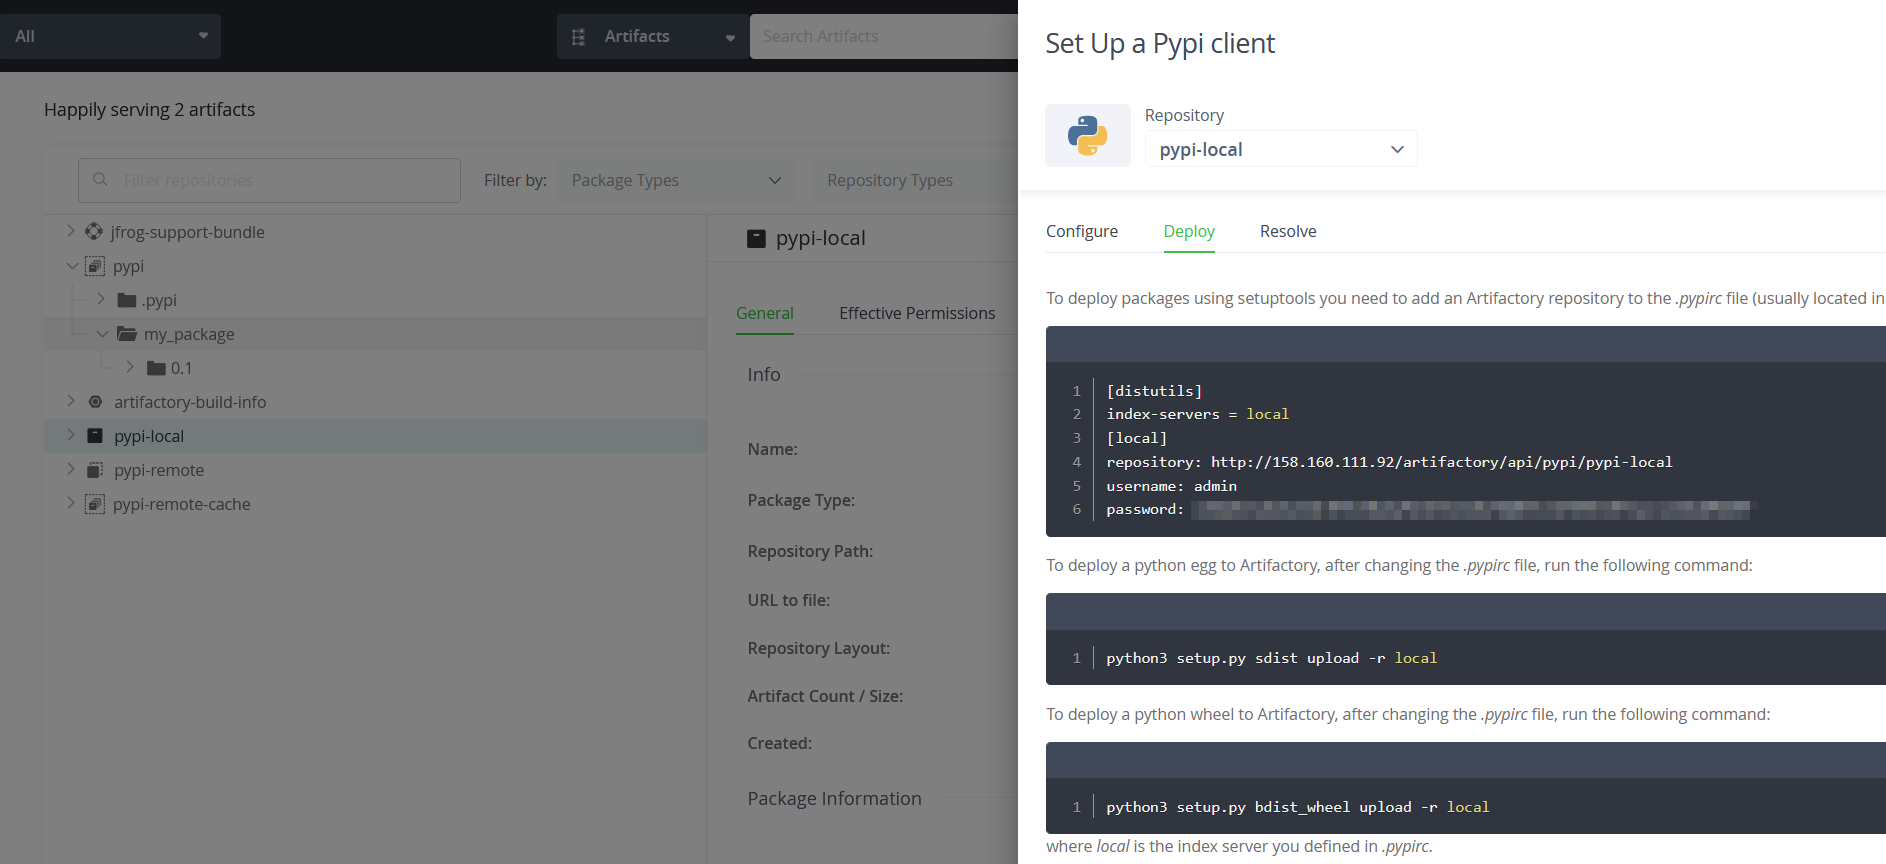 All
Artifacts
Search Artifacts
Happily serving 2 artifacts
Filter repositories
Filter by:
Package Types
Repository Types
jfrog-support-bundle
pypi
.pypi
my_package
0.1
artifactory-build-info
pypi-local
pypi-remote
pypi-remote-cache
pypi-local
General
Effective Permissions
Info
Name:
Package Type:
Repository Path:
URL to file:
Repository Layout:
Artifact Count / Size:
Created:
Package Information
Set Up a Pypi client
Repository
pypi-local
Configure
Deploy
Resolve
To deploy packages using setuptools you need to add an Artifactory repository to the .pypirc file (usually located in
1 [distutils]
2 index-servers = local
3 [local]
4 repository: http://158.160.111.92/artifactory/api/pypi/pypi-local
5 username: admin
6 password:
To deploy a python egg to Artifactory, after changing the .pypirc file, run the following command:
1 python3 setup.py sdist upload -r local
To deploy a python wheel to Artifactory, after changing the .pypirc file, run the following command:
1 python3 setup.py bdist_wheel upload -r local
where local is the index server you defined in .pypirc.